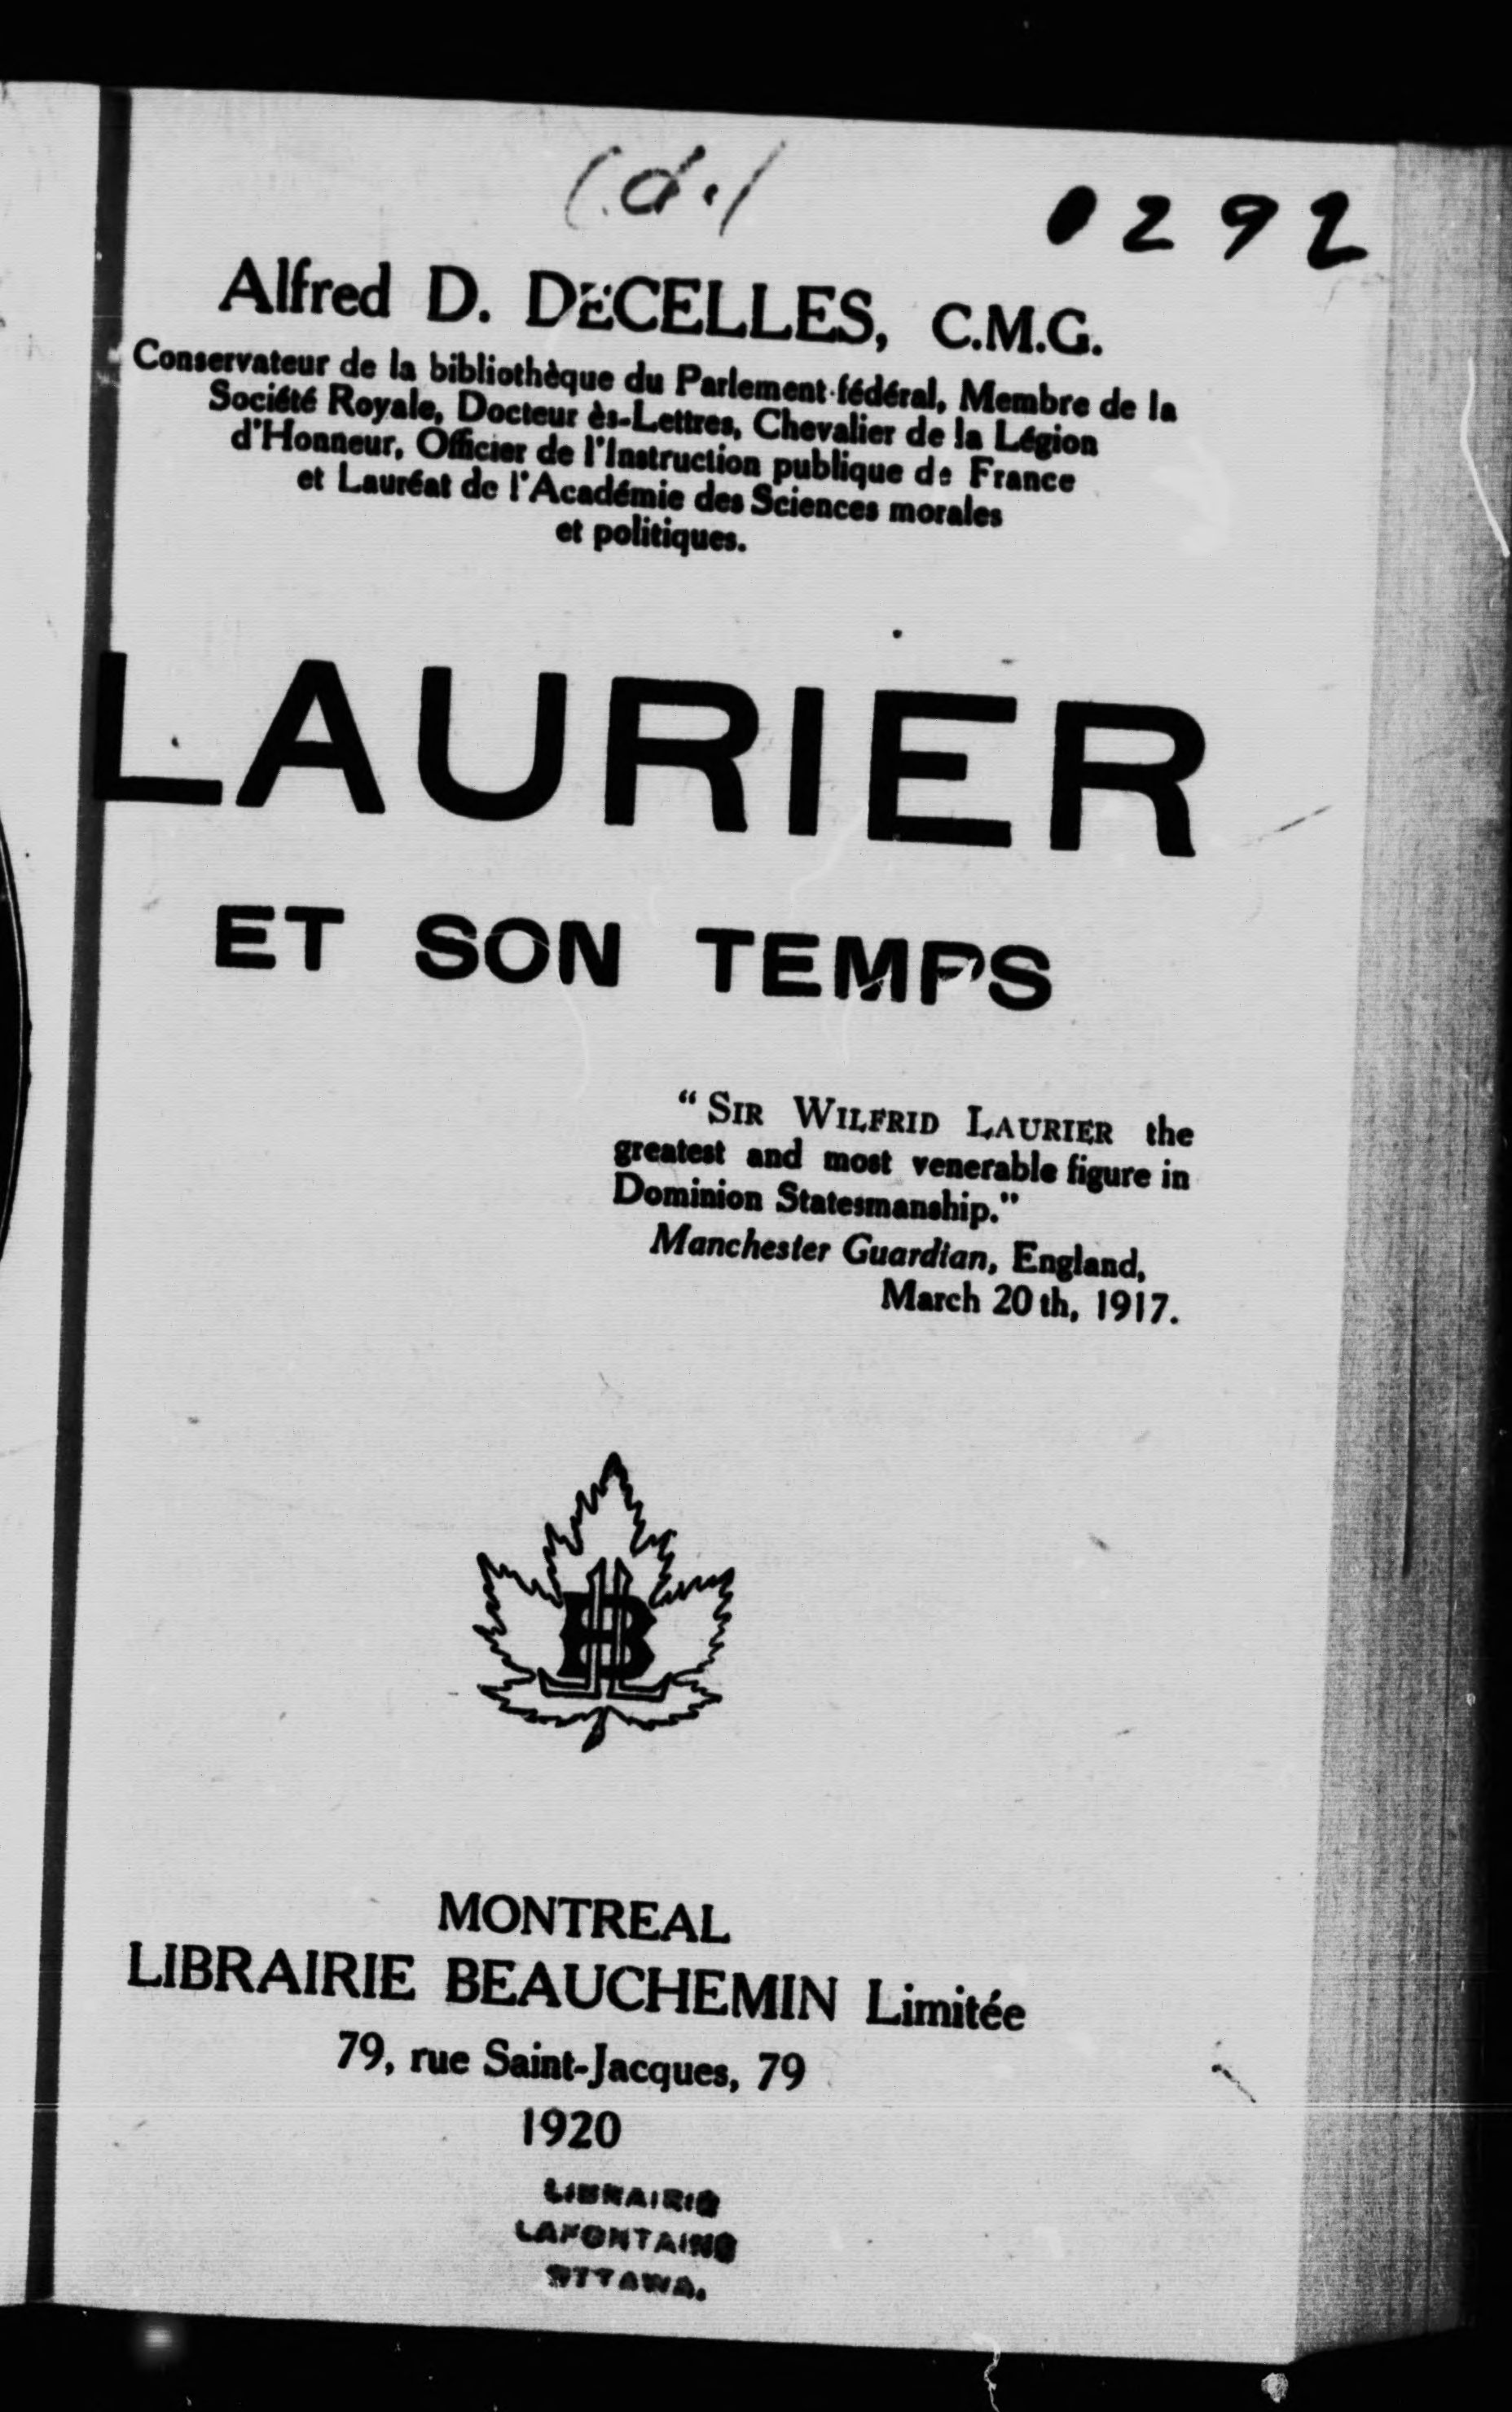 (d.)
0292
Alfred D. DECELLES, C.M.G.
Conservateur de la bibliothèque du Parlement fédéral, Membre de la
Société Royale, Docteur ès-Lettres, Chevalier de la Légion
d'Honneur, Officier de l'Instruction publique de France
et Lauréat de l'Académie des Sciences morales
et politiques.
LAURIER
ET SON TEMPS
“SIR WILFRID LAURIER the
greatest and most venerable figure in
Dominion Statesmanship.”
Manchester Guardian, England,
March 20th, 1917.
MONTREAL
LIBRAIRIE BEAUCHEMIN Limitée
79, rue Saint-Jacques, 79
1920
LIBRAIRIE
LAFONTAINE
OTTAWA.